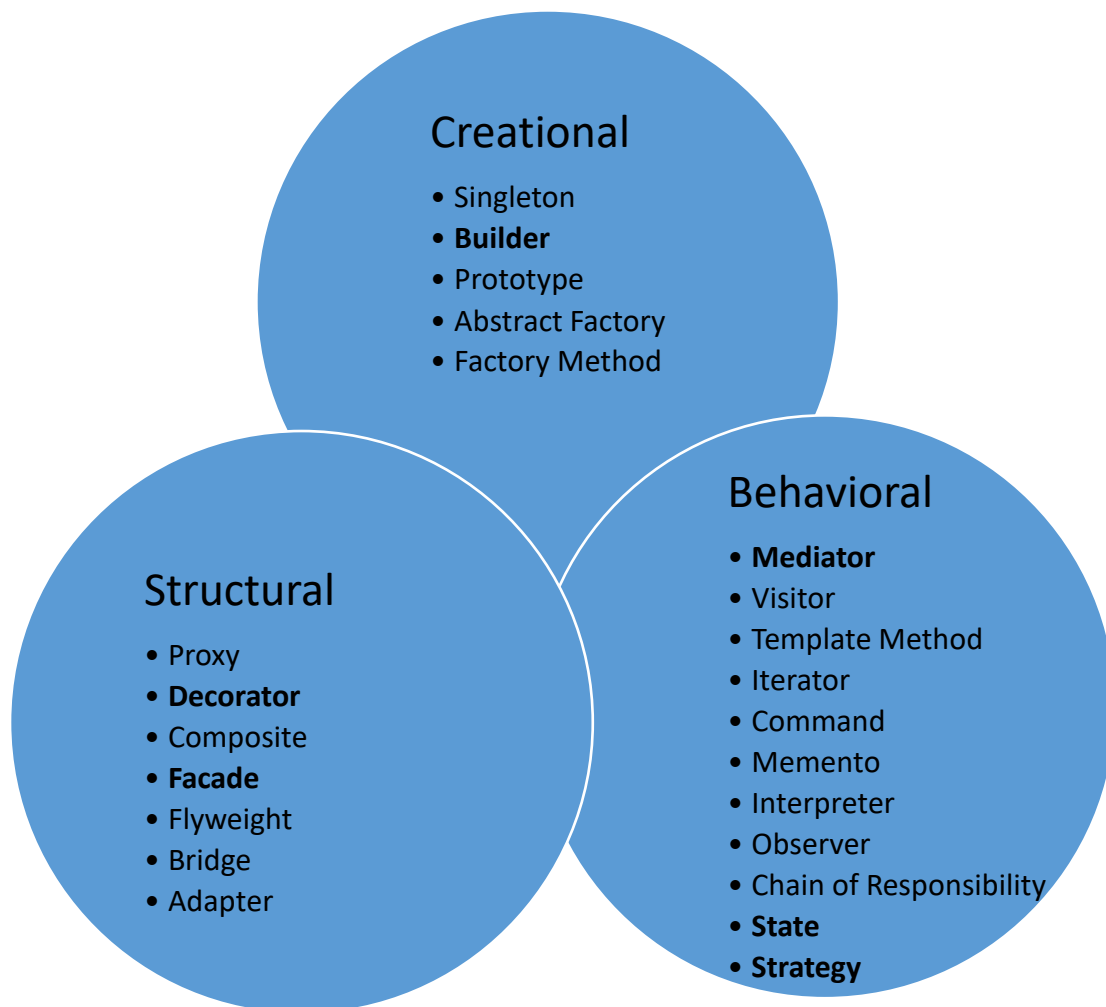 Creational
• Singleton
• Builder
• Prototype
• Abstract Factory
• Factory Method
Structural
• Proxy
• Decorator
• Composite
• Facade
• Flyweight
• Bridge
• Adapter
Behavioral
• Mediator
• Visitor
• Template Method
• Iterator
• Command
• Memento
• Interpreter
• Observer
• Chain of Responsibility
• State
• Strategy